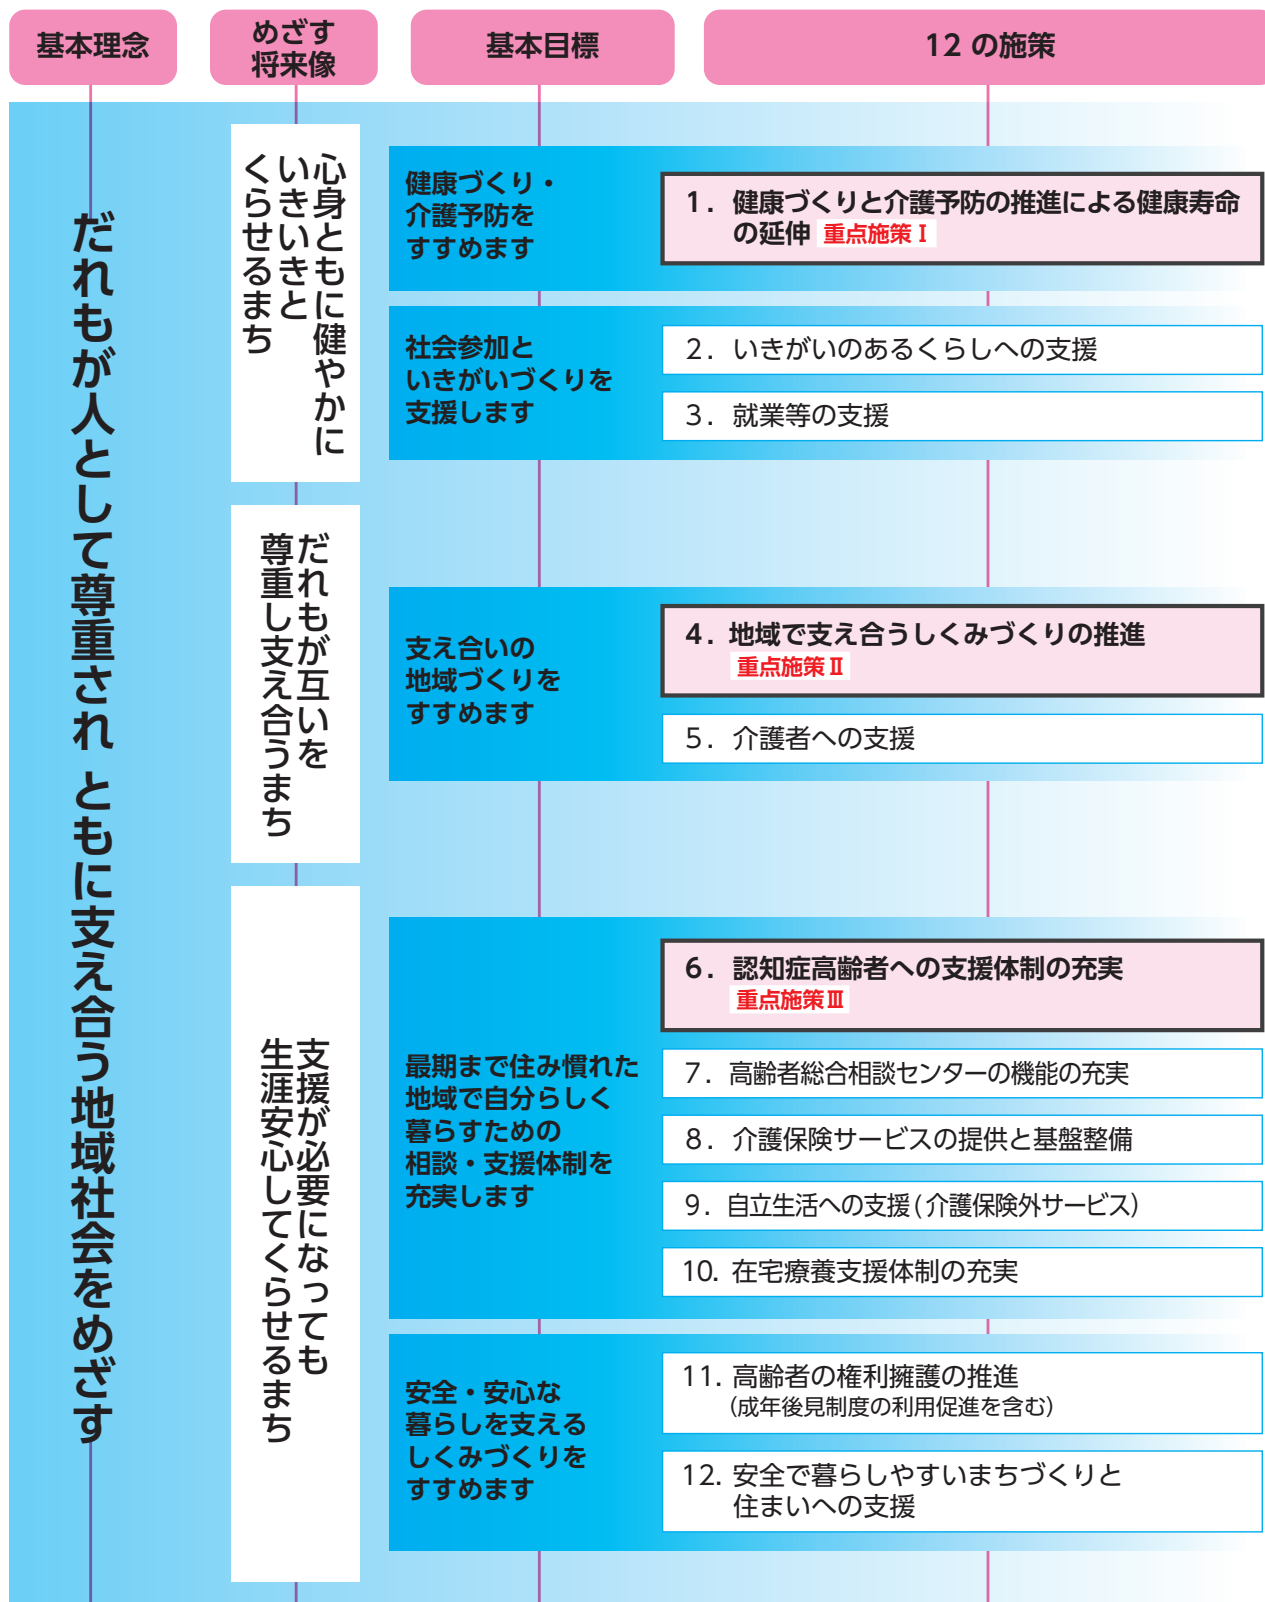 基本理念
めざす
将来像
基本目標
12 の施策
だれもが人として尊重され ともに支え合う地域社会をめざす
心身ともに健やかに
いきいきと
くらせるまち
健康づくり・
介護予防を
すすめます
1. 健康づくりと介護予防の推進による健康寿命
の延伸 重点施策Ⅰ
社会参加と
いきがいづくりを
支援します
2. いきがいのあるくらしへの支援
3. 就業等の支援
だれもが互いを
尊重し支え合うまち
支え合いの
地域づくりを
すすめます
4. 地域で支え合うしくみづくりの推進
重点施策Ⅱ
5. 介護者への支援
支援が必要になっても
生涯安心してくらせるまち
最期まで住み慣れた
地域で自分らしく
暮らすための
相談・支援体制を
充実します
6. 認知症高齢者への支援体制の充実
重点施策Ⅲ
7. 高齢者総合相談センターの機能の充実
8. 介護保険サービスの提供と基盤整備
9. 自立生活への支援(介護保険外サービス)
10. 在宅療養支援体制の充実
安全・安心な
暮らしを支える
しくみづくりを
すすめます
11. 高齢者の権利擁護の推進
(成年後見制度の利用促進を含む)
12. 安全で暮らしやすいまちづくりと
住まいへの支援